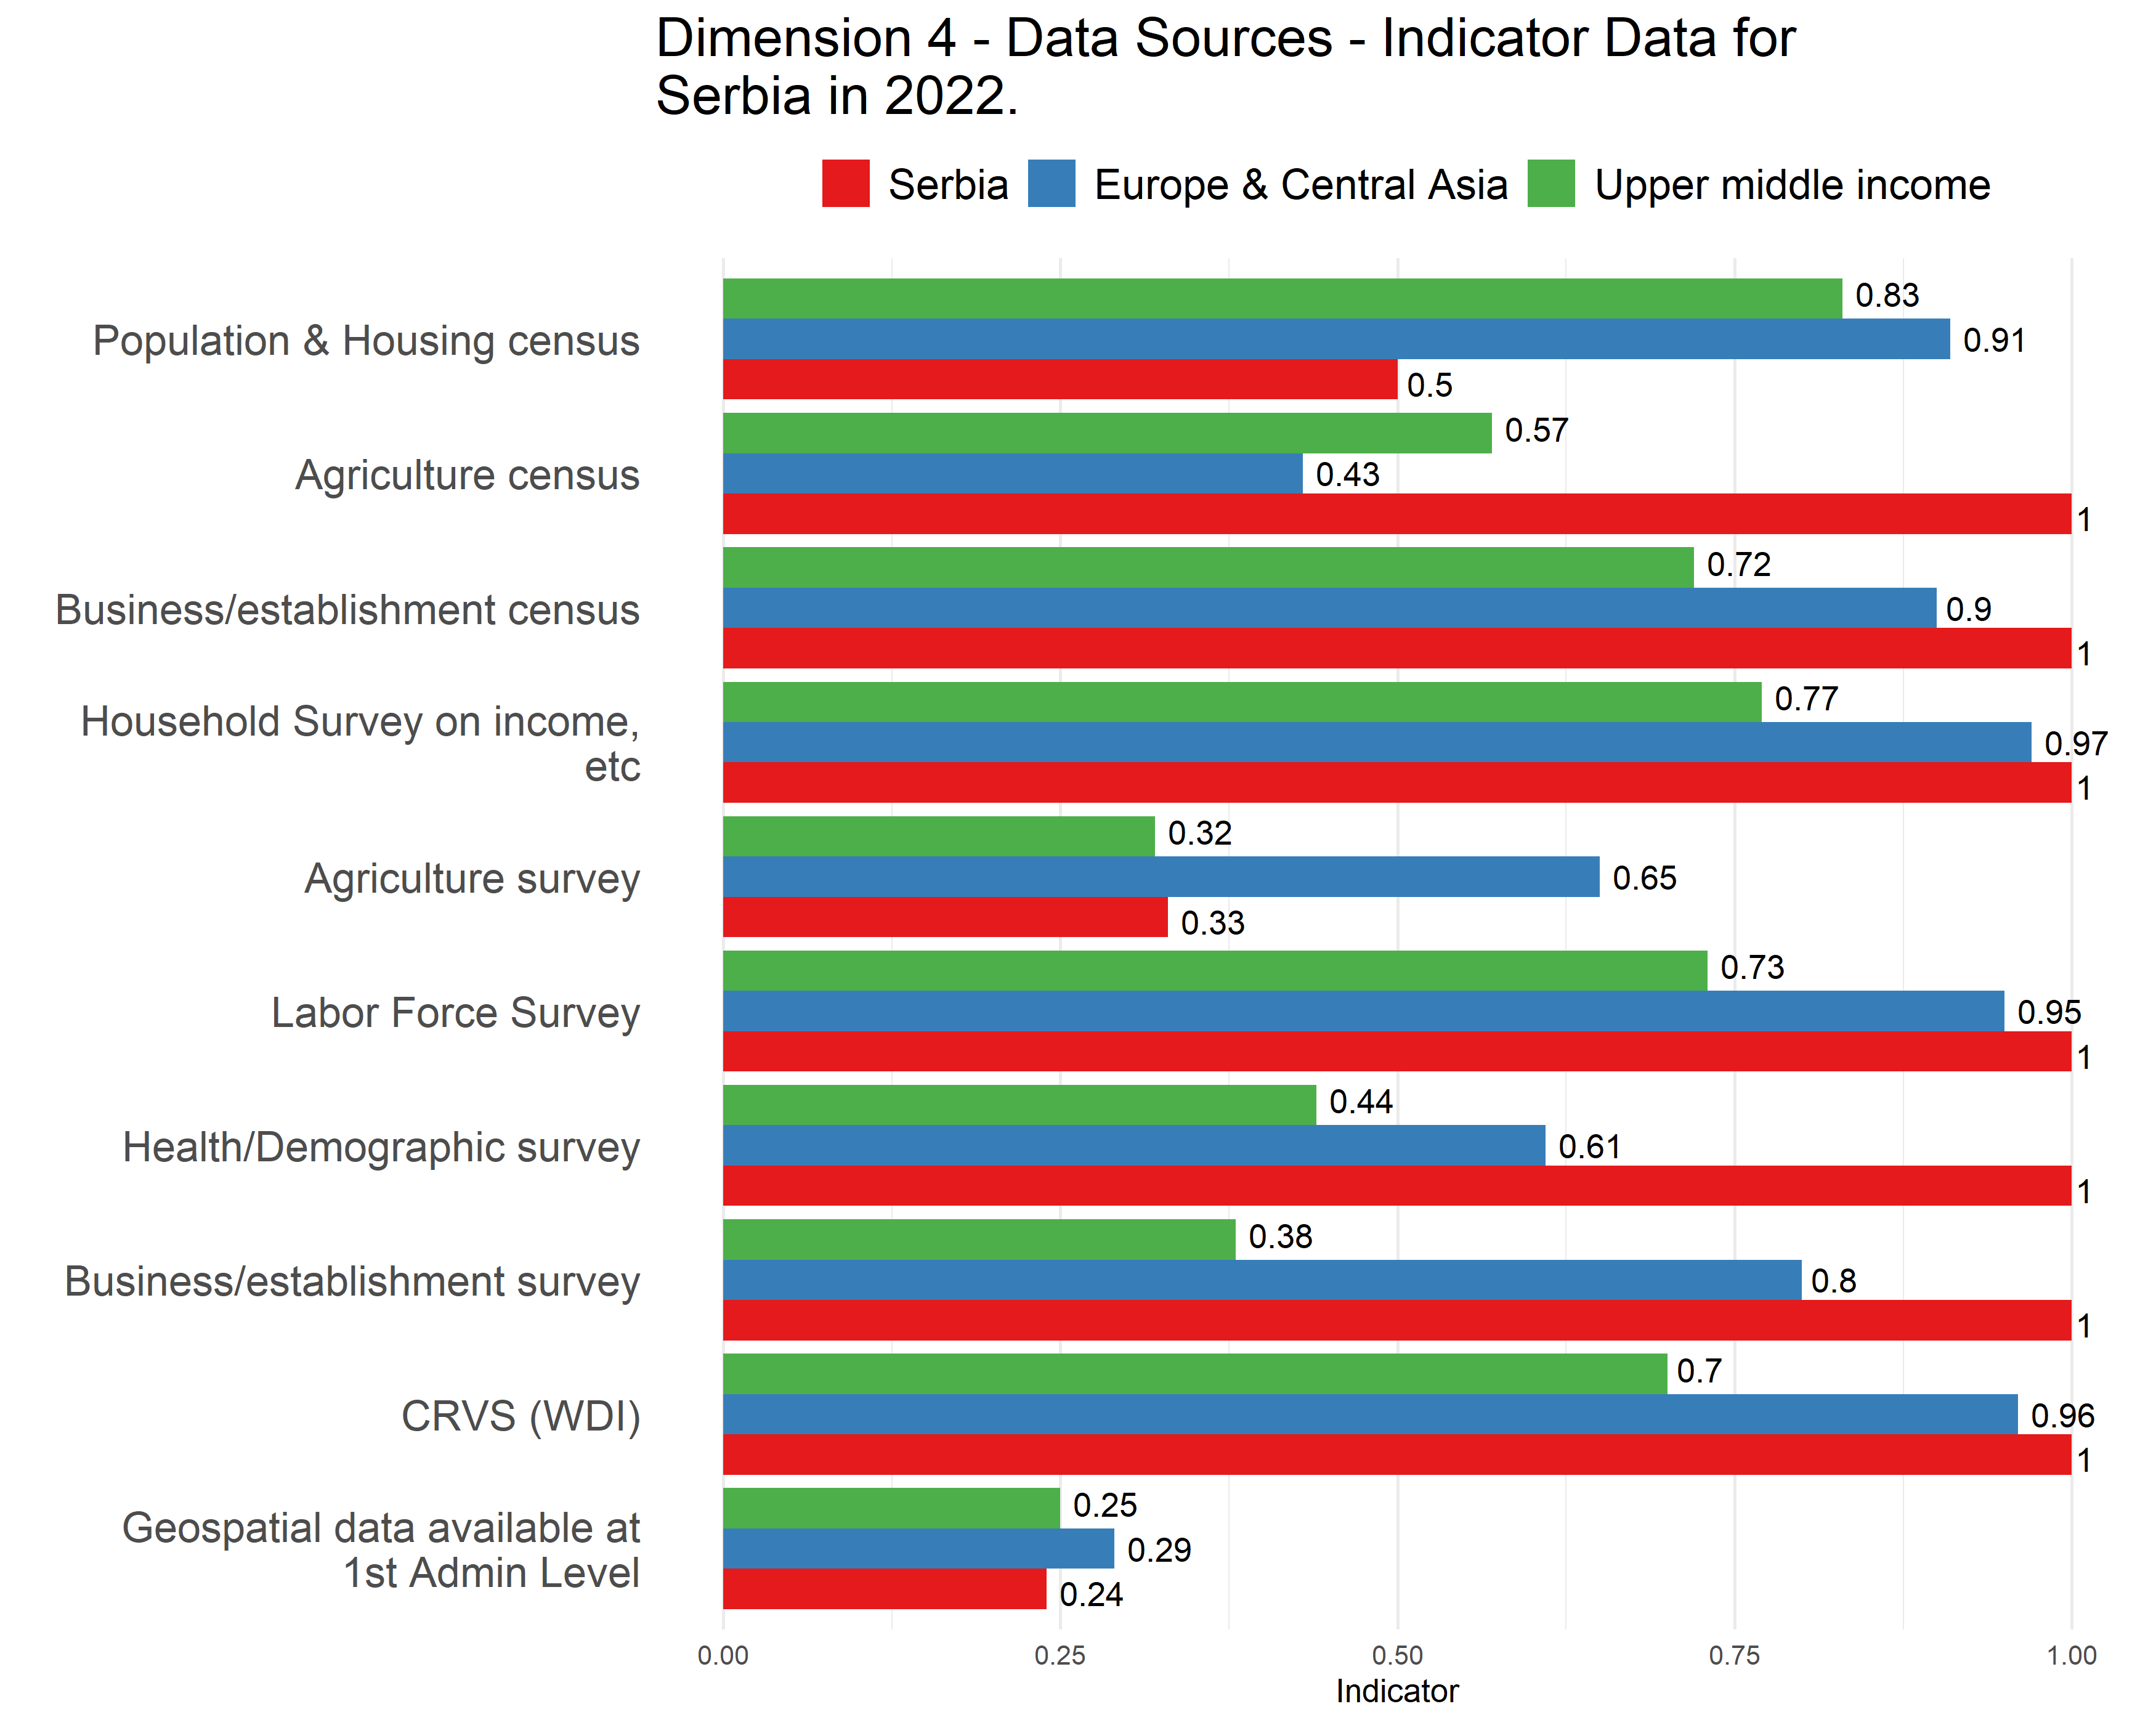 Dimension 4 - Data Sources - Indicator Data for
Serbia in 2022.
Serbia Europe & Central Asia Upper middle income
Population & Housing census
0.83
0.91
0.5
Agriculture census
0.57
0.43
1
Business/establishment census
0.72
0.9
1
Household Survey on income,
etc
0.77
0.97
1
Agriculture survey
0.32
0.65
0.33
Labor Force Survey
0.73
0.95
1
Health/Demographic survey
0.44
0.61
1
Business/establishment survey
0.38
0.8
1
CRVS (WDI)
0.7
0.96
1
Geospatial data available at
1st Admin Level
0.25
0.29
0.24
0.00 0.25 0.50 0.75 1.00
Indicator